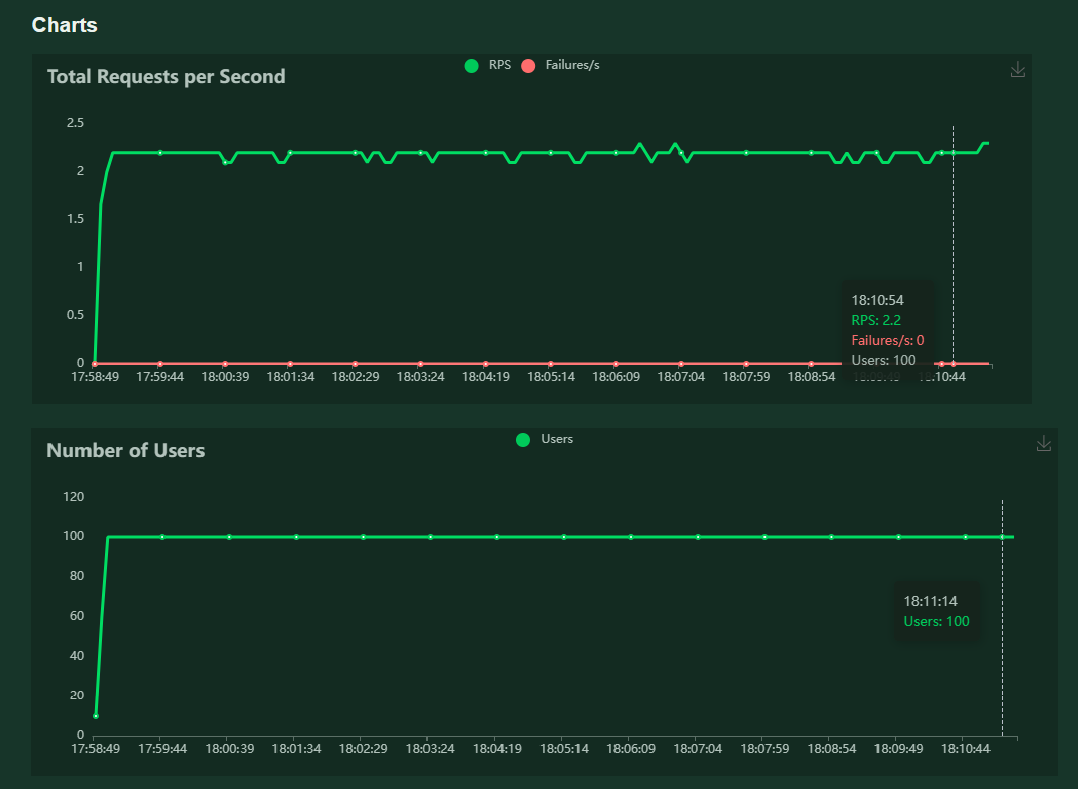 Charts
Total Requests per Second
RPS Failures/s
2.5
2
1.5
1
0.5
0
18:10:54
RPS: 2.2
Failures/s: 0
Users: 100
17:58:49 17:59:44 18:00:39 18:01:34 18:02:29 18:03:24 18:04:19 18:05:14 18:06:09 18:07:04 18:07:59 18:08:54 18:09:49 18:10:44
Number of Users
Users
120
100
80
60
40
20
0
18:11:14
Users: 100
17:58:49 17:59:44 18:00:39 18:01:34 18:02:29 18:03:24 18:04:19 18:05:14 18:06:09 18:07:04 18:07:59 18:08:54 18:09:49 18:10:44